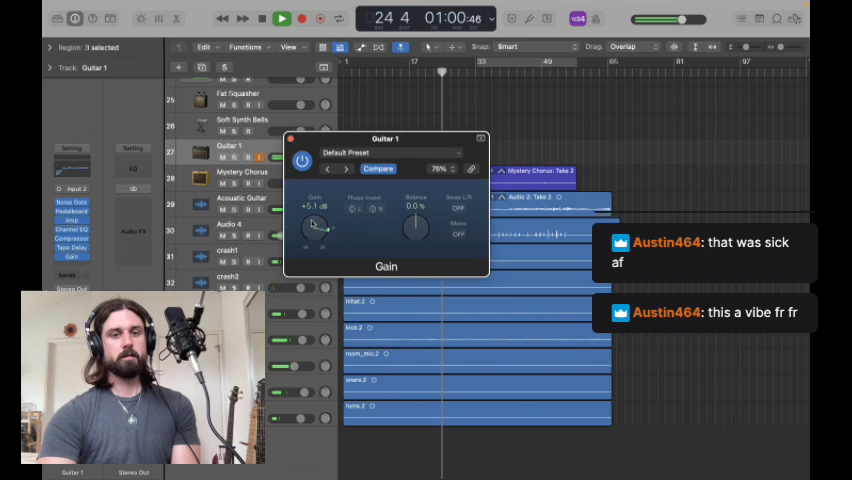 24 4
01:00:46
1234
Region: 3 selected
Edit
Functions
View
Snap:
Smart
Drag:
Overlap
Track: Guitar 1
1
17
33
49
65
81
97
25
Fat Squasher
M S R I
26
Soft Synth Bells
M S R
27
Guitar 1
M S R I
28
Mystery Chorus
M S R I
29
Acoustic Guitar
M S R I
30
Audio 4
M S R I
31
crash1
M S R I
32
crash2
Setting
Setting
EQ
Input 2
Noise Gate
Pedalboard
Amp
Channel EQ
Compressor
Tape Delay
Gain
Audio FX
Sends
Stereo Out
Guitar 1
Default Preset
Compare
75%
Gain
+5.1 dB
Phase Invert
L
R
Balance
0.0 %
Swap L/R
OFF
Mono
OFF
Gain
Mystery Chorus: Take 2
Audio 2: Take 2
hihat.2
kick.2
room_mic.2
snare.2
toms.2
Austin464: that was sick
af
Austin464: this a vibe fr fr
Guitar 1
Stereo Out